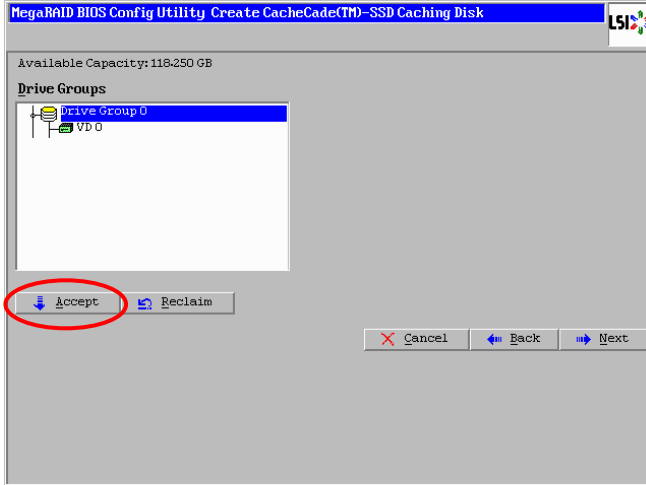 MegaRAID BIOS Config Utility Create CacheCade(TM)-SSD Caching Disk
LSI
Available Capacity:118.250 GB
Drive Groups
Drive Group 0
VD 0
Accept Reclaim
Cancel Back Next